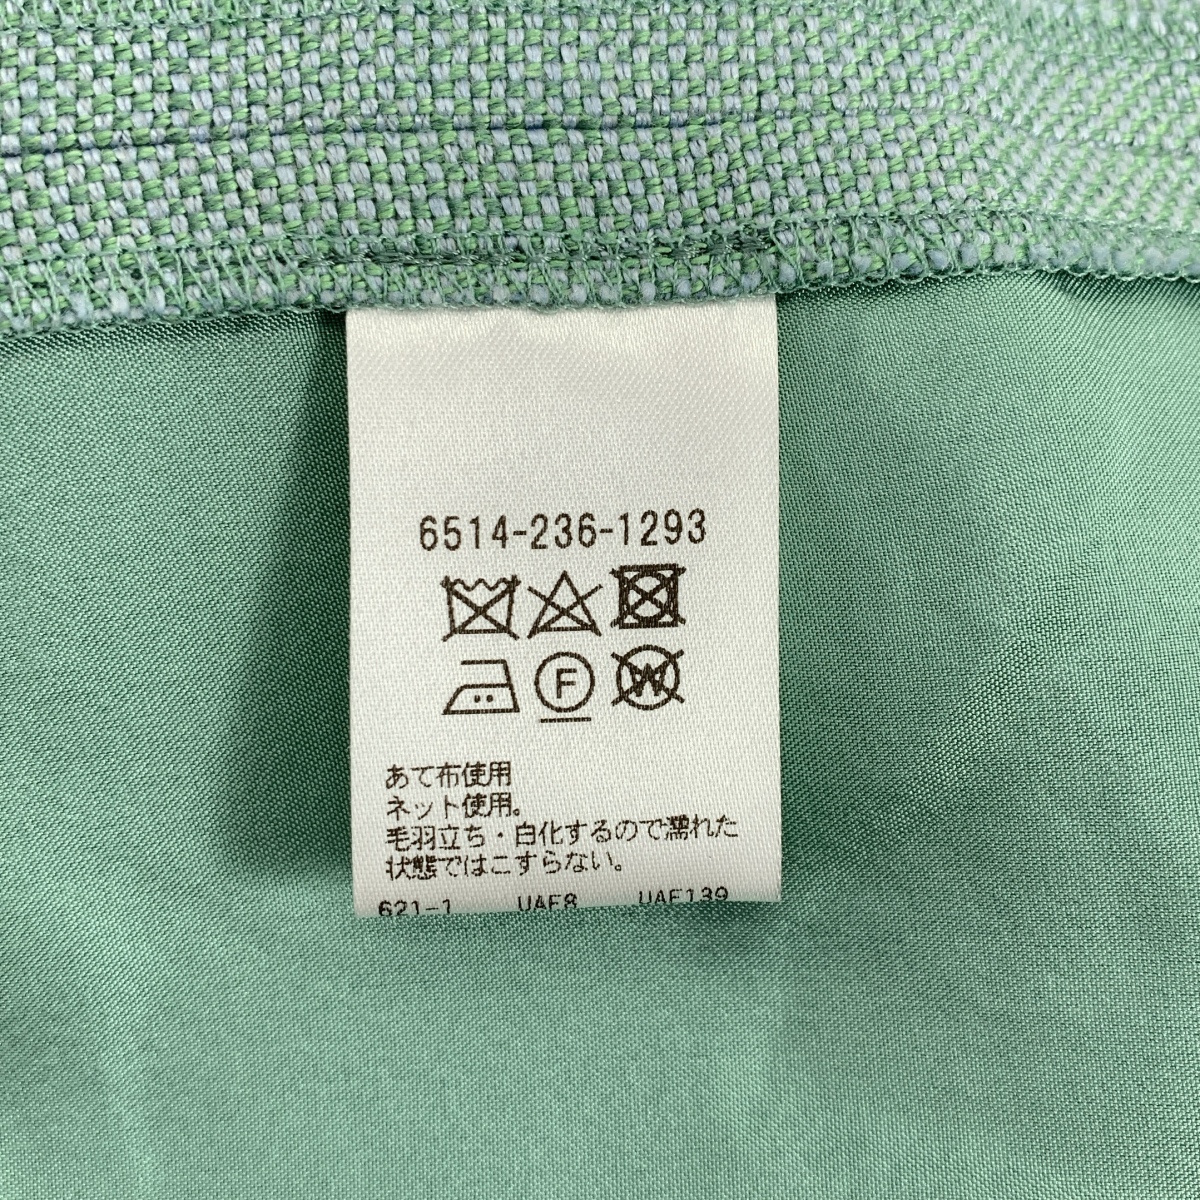 6514-236-1293
F
W
あて布使用
ネット使用。
毛羽立ち・白化するので濡れた
状態ではこすらない。
621-1 UAF8 UAF139